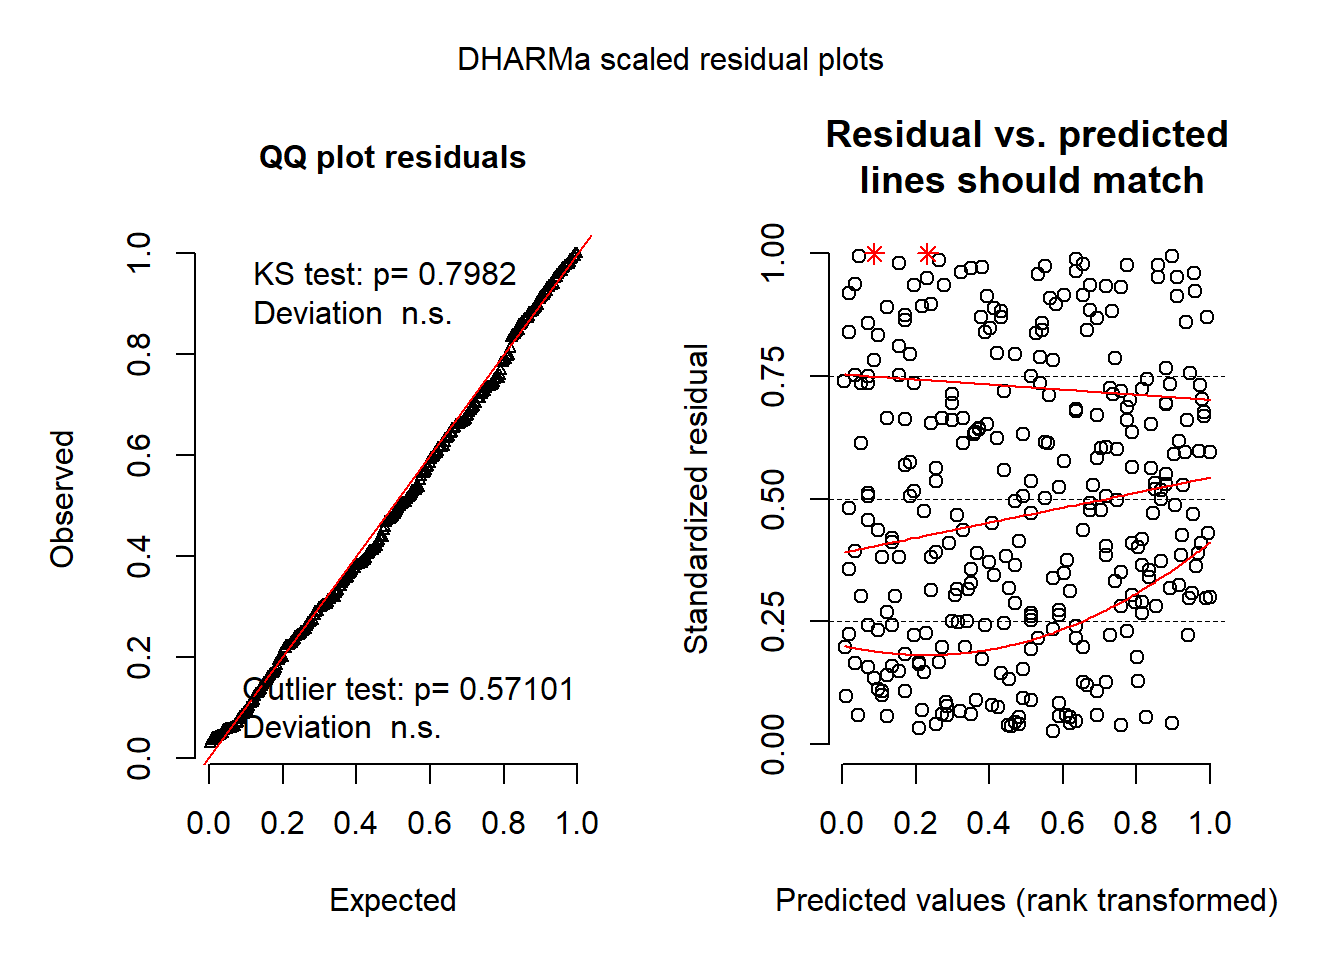 DHARMa scaled residual plots
QQ plot residuals
KS test: p= 0.7982
Deviation  n.s.
Outlier test: p= 0.57101
Deviation  n.s.
Observed
0.0 0.2 0.4 0.6 0.8 1.0
0.0 0.2 0.4 0.6 0.8 1.0
Expected
Residual vs. predicted
lines should match
Standardized residual
0.00 0.25 0.50 0.75 1.00
0.0 0.2 0.4 0.6 0.8 1.0
Predicted values (rank transformed)